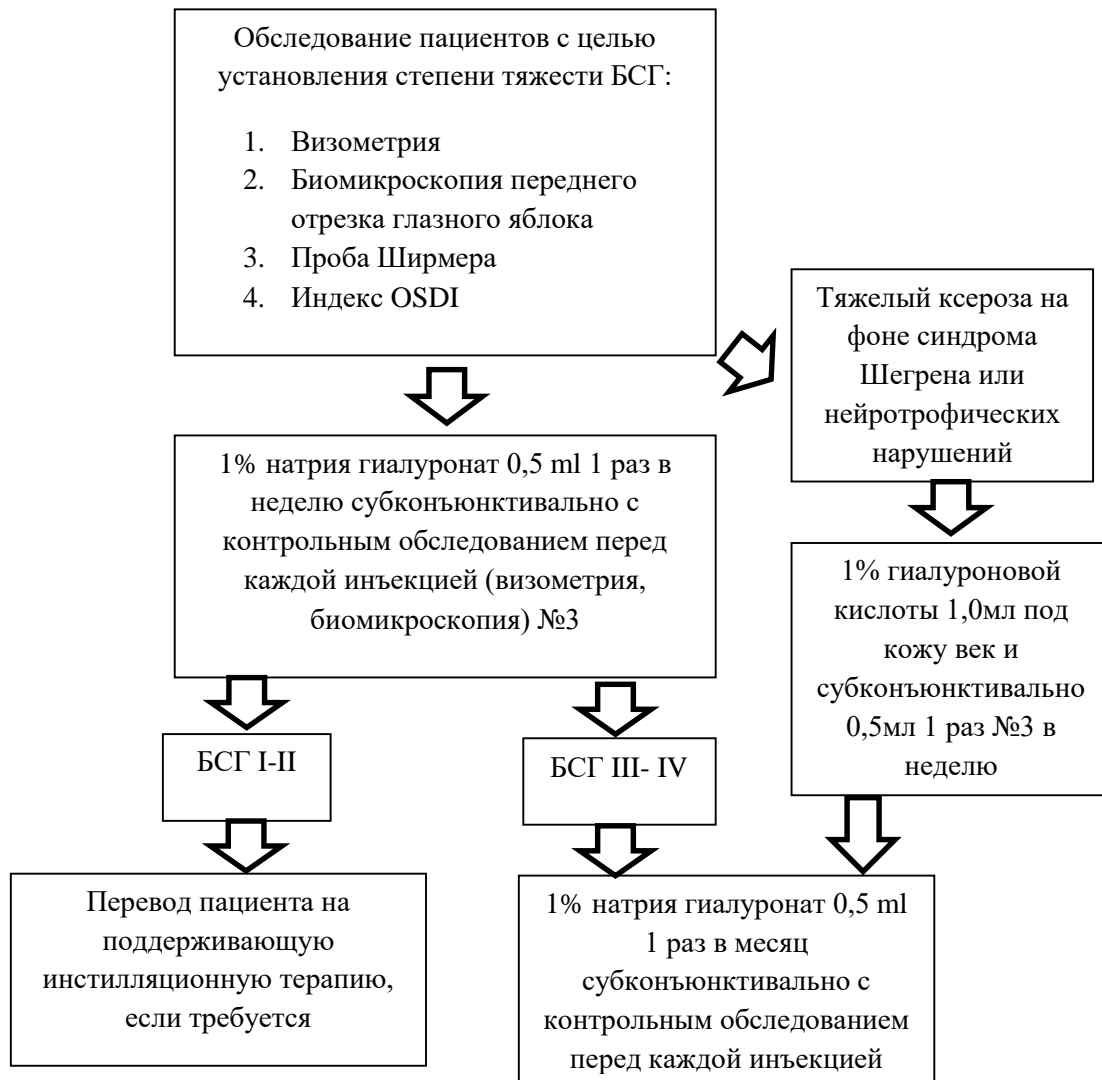 Обследование пациентов с целью
установления степени тяжести БСГ:
1. Визометрия
2. Биомикроскопия переднего
отрезка глазного яблока
3. Проба Ширмера
4. Индекс OSDI
Тяжелый ксероза на
фоне синдрома
Шегрена или
нейротрофических
нарушений
1% натрия гиалуронат 0,5 ml 1 раз в
неделю субконъюнктивально с
контрольным обследованием перед
каждой инъекцией (визометрия,
биомикроскопия) №3
1% гиалуроновой
кислоты 1,0мл под
кожу век и
субконъюнктивально
0,5мл 1 раз №3 в
неделю
БСГ I-II
БСГ III- IV
Перевод пациента на
поддерживающую
инстилляционную терапию,
если требуется
1% натрия гиалуронат 0,5 ml
1 раз в месяц
субконъюнктивально с
контрольным обследованием
перед каждой инъекцией